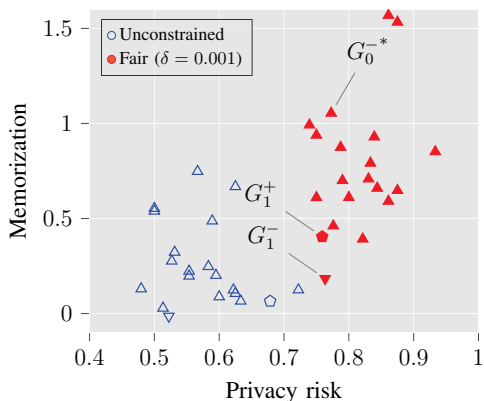 Unconstrained
Fair (δ = 0.001)
G₀⁻*
G₁⁺
G₁⁻
Memorization
1.5
1
0.5
0
0.4 0.5 0.6 0.7 0.8 0.9 1
Privacy risk